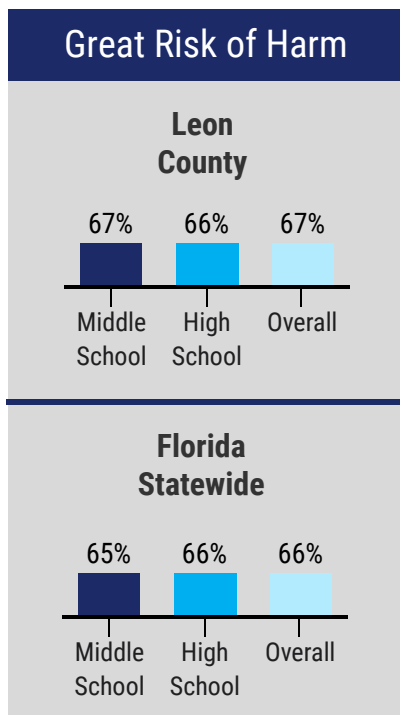 Great Risk of Harm
Leon
County
67% 66% 67%
Middle High Overall
School School
Florida
Statewide
65% 66% 66%
Middle High Overall
School School